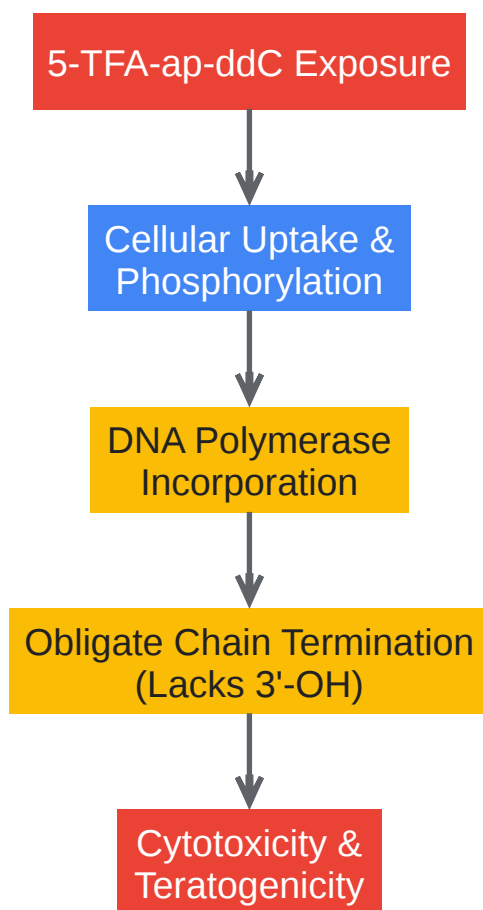 5-TFA-ap-ddC Exposure
Cellular Uptake &
Phosphorylation
DNA Polymerase
Incorporation
Obligate Chain Termination
(Lacks 3'-OH)
Cytotoxicity &
Teratogenicity